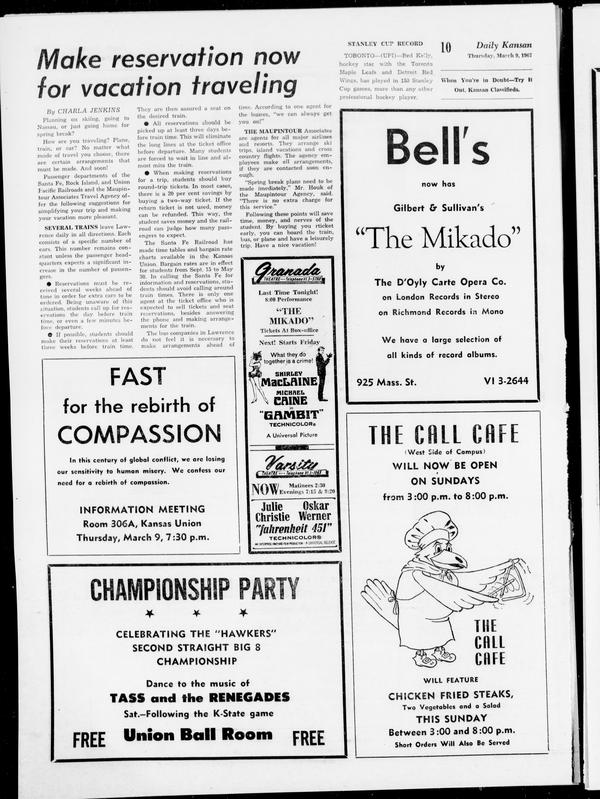 Make reservation now
for vacation traveling
By CHARLA JENKINS
Planning on skiing, going to
Nassau, or just going home for
spring break?
How are you traveling? Plane,
train, or car? No matter what
mode of travel you choose, there
are certain arrangements that
must be made. And soon!
Passenger departments of the
Santa Fe, Rock Island, and Union
Pacific Railroads and the Maupin-
tour Associates Travel Agency of-
fer the following suggestions for
simplifying your trip and making
your vacation more pleasant.
SEVERAL TRAINS leave Law-
rence daily in all directions. Each
consists of a specific number of
cars. This number remains con-
stant unless the passenger head-
quarters expects a significant in-
crease in the number of passen-
gers.
● Reservations must be re-
ceived several weeks ahead of
time in order for extra cars to be
ordered. Being unaware of this
situation, students call up for res-
ervations the day before train
time, or even a few minutes be-
fore departure.
● If possible, students should
make their reservations at least
three weeks before train time.
They are then assured a seat on
the desired train.
● All reservations should be
picked up at least three days be-
fore train time. This will eliminate
the long lines at the ticket office
before departure. Many students
are forced to wait in line and al-
most miss the train.
● When making reservations
for a trip, students should buy
round-trip tickets. In most cases,
there is a 20 per cent savings by
buying a two-way ticket. If the
return ticket is not used, money
can be refunded. This way, the
student saves money and the rail-
road can judge how many pass-
engers to expect.
The Santa Fe Railroad has
made time tables and bargain rate
charts available in the Kansas
Union. Bargain rates are in effect
for students from Sept. 15 to May
30. In calling the Santa Fe for
information and reservations, stu-
dents should avoid calling around
train times. There is only one
agent at the ticket office who is
expected to sell tickets and seat
reservations, besides answering
the phone and making arrange-
ments for the train.
The bus companies in Lawrence
do not feel it is necessary to
make arrangements ahead of
time. According to one agent for
the buses, "we can always get
you on!"
THE MAUPINTOUR Associates
are agents for all major airlines
and resorts. They arrange ski
trips, island vacations and cross
country flights. The agency em-
ployees make all arrangements,
if they are contacted soon en-
ough.
"Spring break plans need to be
made imediately," Mr. Houk of
the Maupintour Agency, said.
"There is no extra charge for
this service."
Following these points will save
time, money, and nerves of the
student. By buying you rticket
early, you can board the train,
bus, or plane and have a leisurely
trip. Have a nice vacation!
STANLEY CUP RECORD
TORONTO—(UPI)—Red Kelly,
hockey star with the Toronto
Maple Leafs and Detroit Red
Wings, has played in 153 Stanley
Cup games, more than any other
professional hockey player.
10 Daily Kansan
Thursday, March 9, 1967
When You're in Doubt—Try It
Out, Kansan Classifieds.
Bell's
now has
Gilbert & Sullivan's
"The Mikado"
by
The D'Oyly Carte Opera Co.
on London Records in Stereo
on Richmond Records in Mono
We have a large selection of
all kinds of record albums.
925 Mass. St. VI 3-2644
Granada
Last Time Tonight!
8:00 Performance
"THE
MIKADO"
Tickets At Box-office
Next! Starts Friday
What they do
together is a crime!
SHIRLEY
MacLAINE
MICHAEL
CAINE
in
"GAMBIT"
TECHNICOLOR®
A Universal Picture
Varsity
NOW Matinees 2:30
Evenings 7:15 & 9:20
Julie Oskar
Christie Werner
"fahrenheit 451"
TECHNICOLOR®
FAST
for the rebirth of
COMPASSION
In this century of global conflict, we are losing
our sensitivity to human misery. We confess our
need for a rebirth of compassion.
INFORMATION MEETING
Room 306A, Kansas Union
Thursday, March 9, 7:30 p.m.
CHAMPIONSHIP PARTY
CELEBRATING THE "HAWKERS"
SECOND STRAIGHT BIG 8
CHAMPIONSHIP
Dance to the music of
TASS and the RENEGADES
Sat.—Following the K-State game
FREE Union Ball Room FREE
THE CALL CAFE
(West Side of Campus)
WILL NOW BE OPEN
ON SUNDAYS
from 3:00 p.m. to 8:00 p.m.
THE
CALL
CAFE
WILL FEATURE
CHICKEN FRIED STEAKS,
Two Vegetables and a Salad
THIS SUNDAY
Between 3:00 and 8:00 p.m.
Short Orders Will Also Be Served